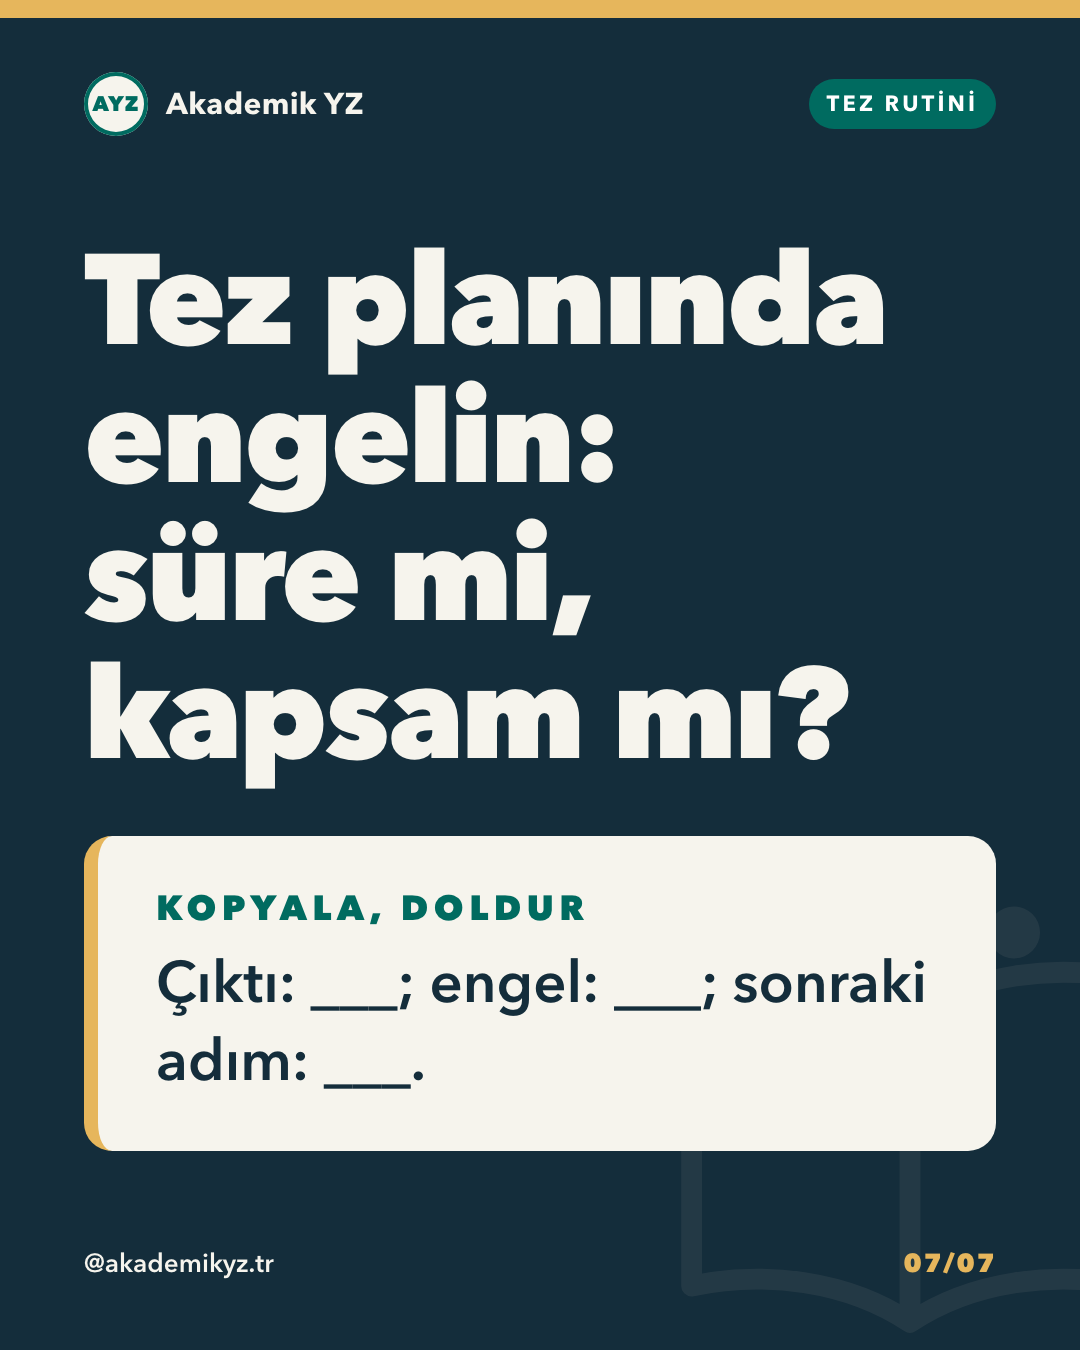 AYZ Akademik YZ
TEZ RUTİNİ
Tez planında
engelin:
süre mi,
kapsam mı?
KOPYALA, DOLDUR
Çıktı: ___; engel: ___; sonraki
adım: ___.
@akademikyz.tr
07/07